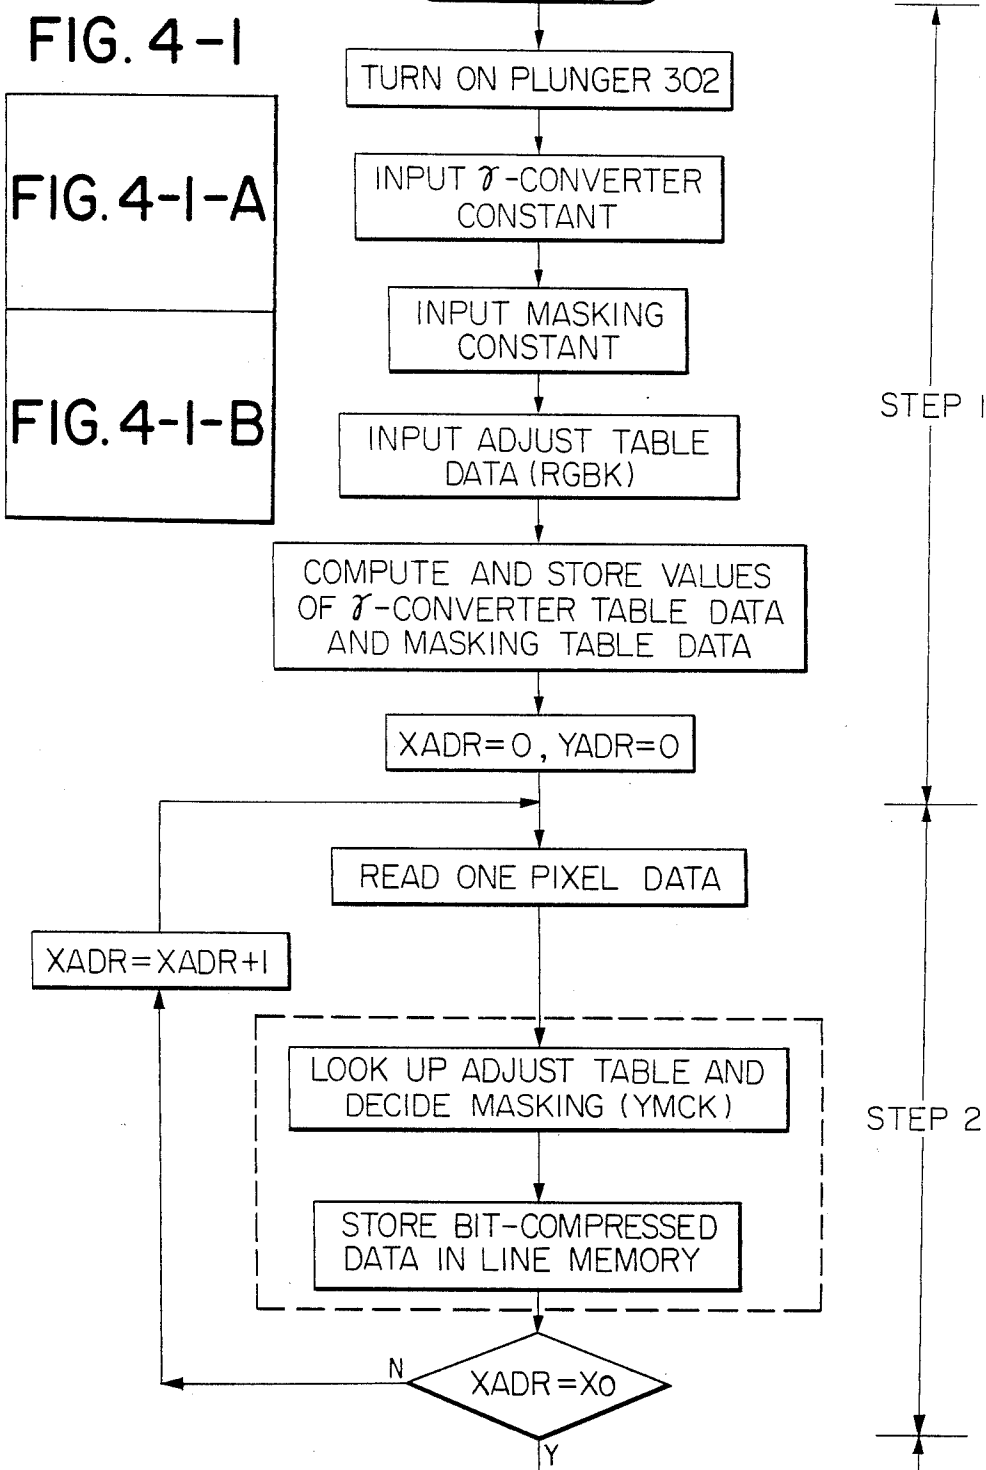 FIG. 4-1
FIG. 4-1-A
FIG. 4-1-B
TURN ON PLUNGER 302
INPUT γ-CONVERTER
CONSTANT
INPUT MASKING
CONSTANT
INPUT ADJUST TABLE
DATA (RGBK)
COMPUTE AND STORE VALUES
OF γ-CONVERTER TABLE DATA
AND MASKING TABLE DATA
XADR=0, YADR=0
STEP 1
READ ONE PIXEL DATA
XADR=XADR+1
LOOK UP ADJUST TABLE AND
DECIDE MASKING (YMCK)
STORE BIT-COMPRESSED
DATA IN LINE MEMORY
STEP 2
N
XADR=X0
Y